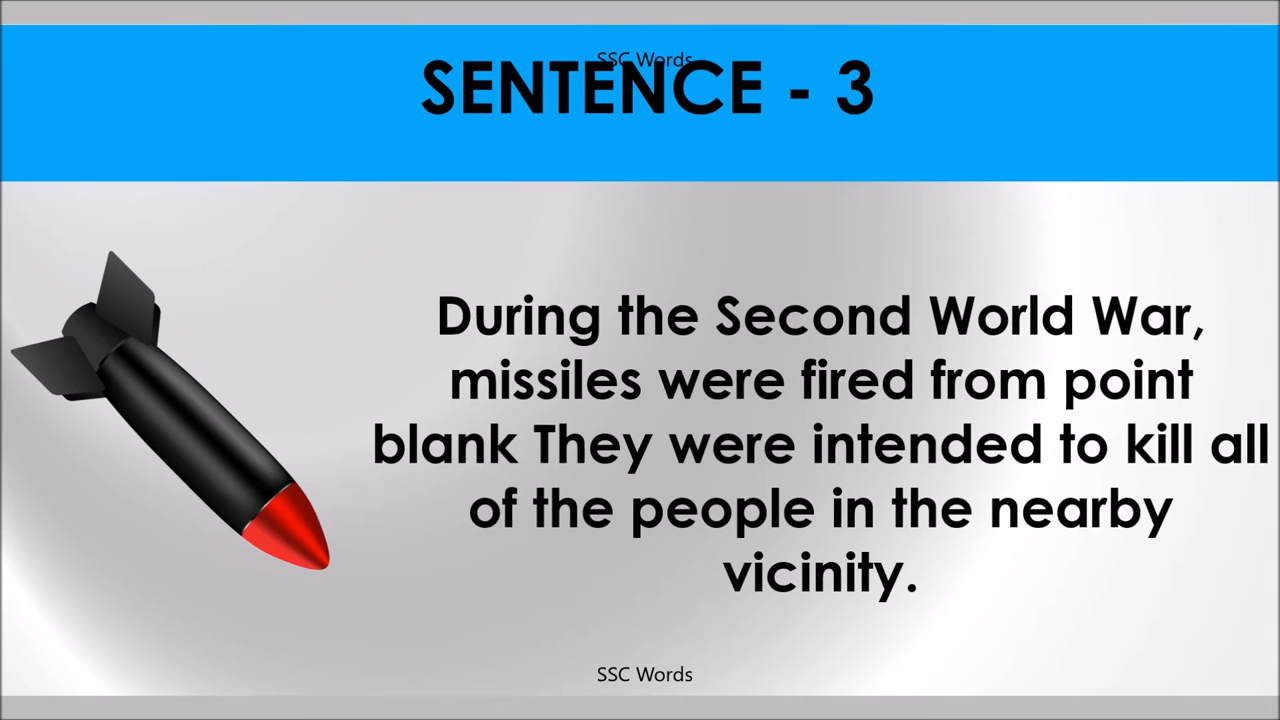 SSC Words
SENTENCE - 3
During the Second World War,
missiles were fired from point
blank They were intended to kill all
of the people in the nearby
vicinity.
SSC Words